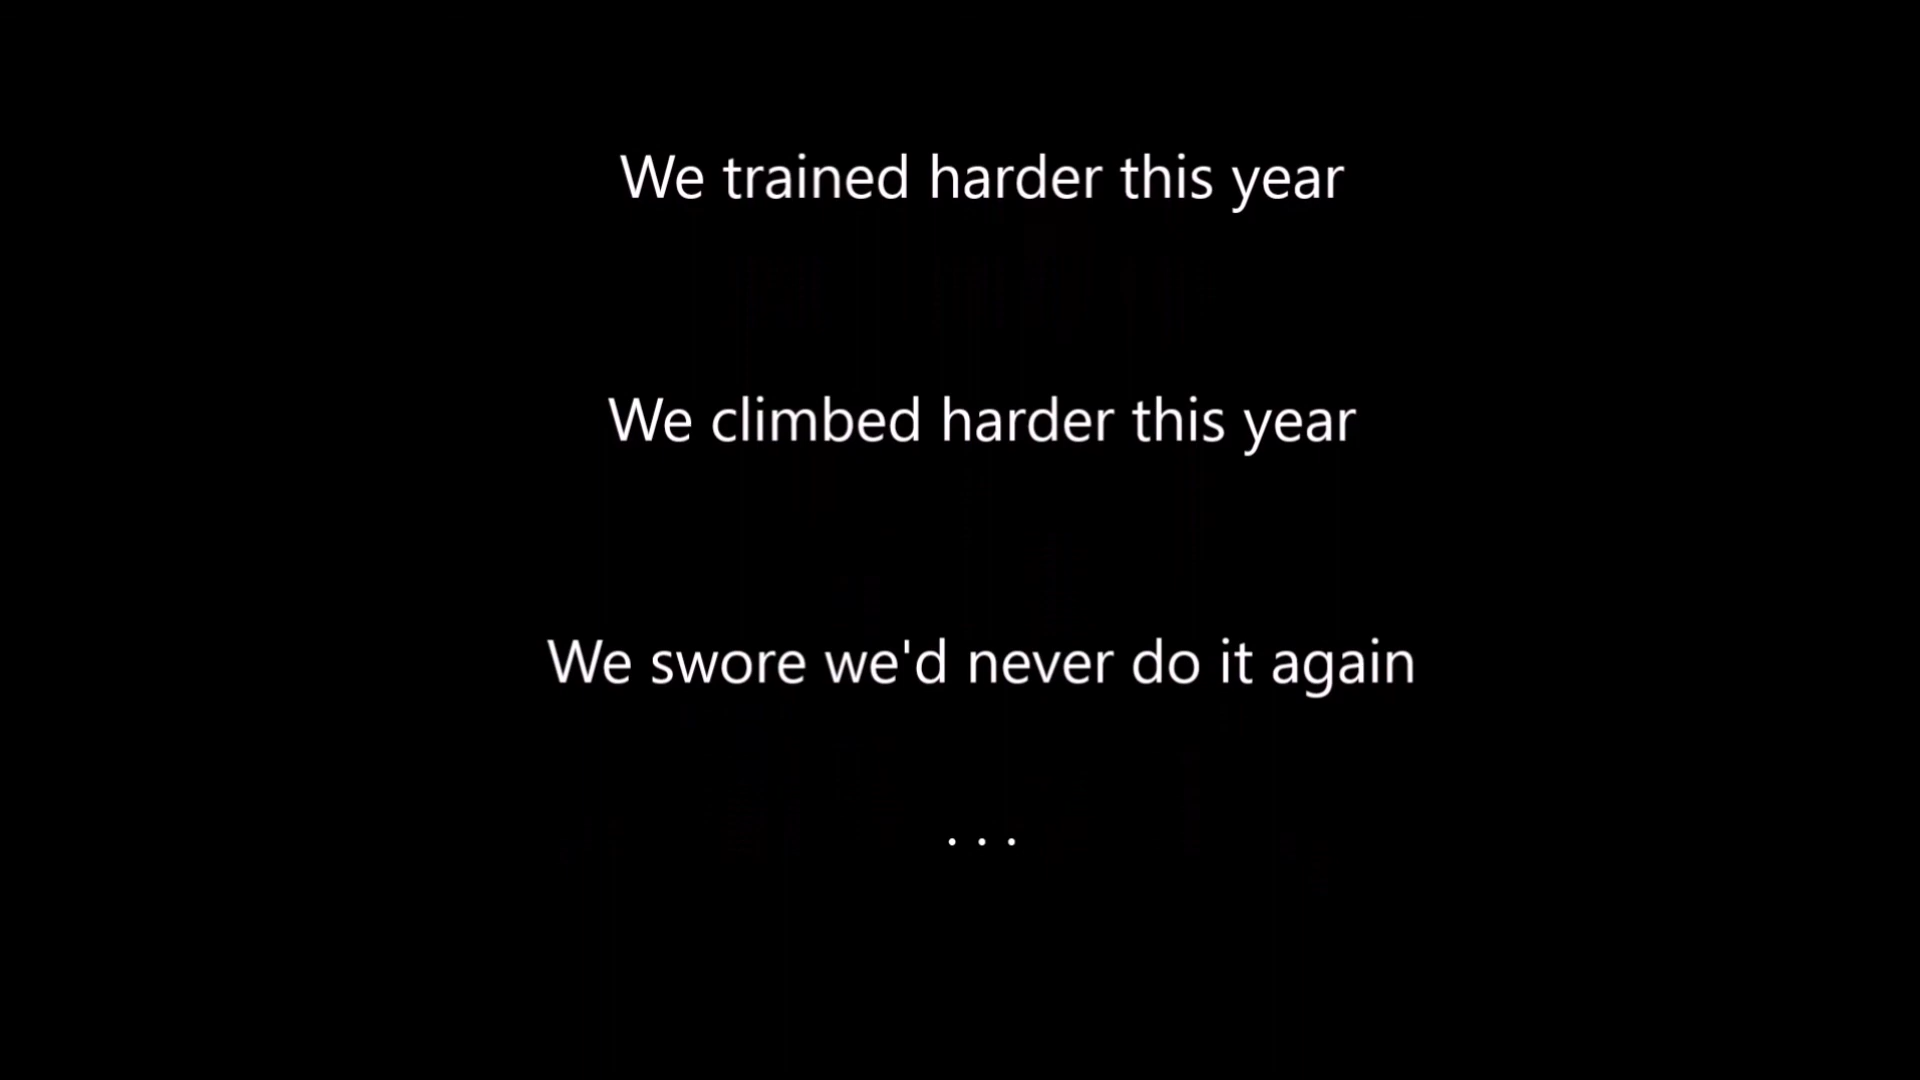 We trained harder this year
We climbed harder this year
We swore we'd never do it again
. . .